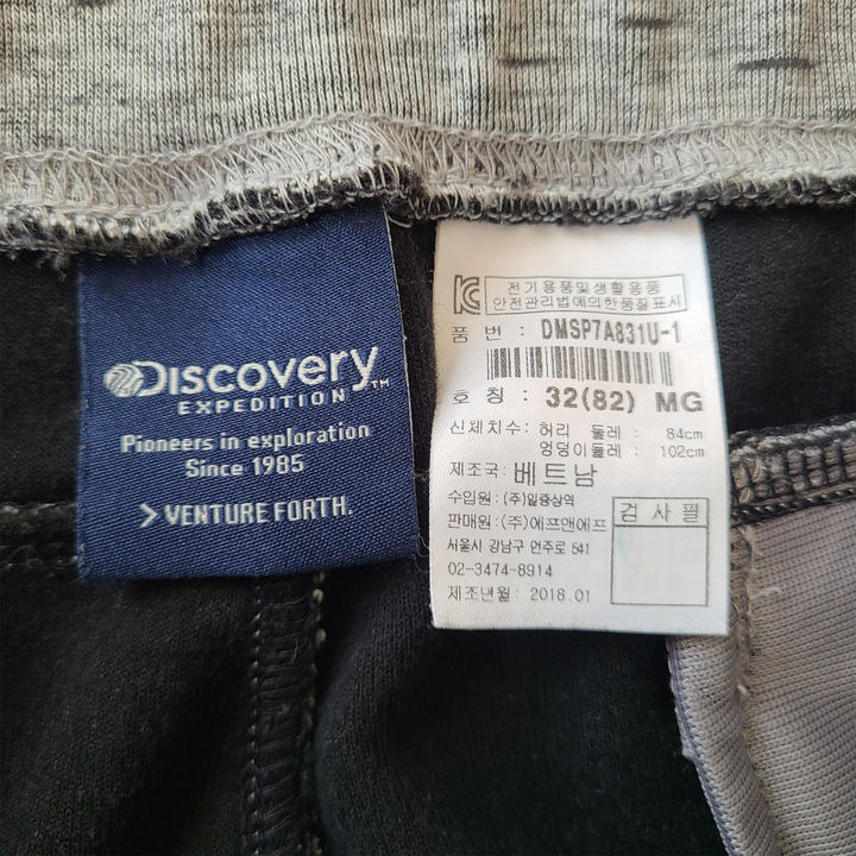 Discovery™
EXPEDITION
Pioneers in exploration
Since 1985
> VENTURE FORTH.
전기용품및생활용품
안전관리법에의한품질표시
품 번 : DMSP7A831U-1
호 칭 : 32(82) MG
신체치수 : 허리 둘레 : 84cm
엉덩이둘레 : 102cm
제조국: 베트남
수입원 : (주)일중상역
판매원 : (주)에프앤에프
서울시 강남구 언주로 541
02-3474-8914
제조년월 : 2018.01
검 사 필